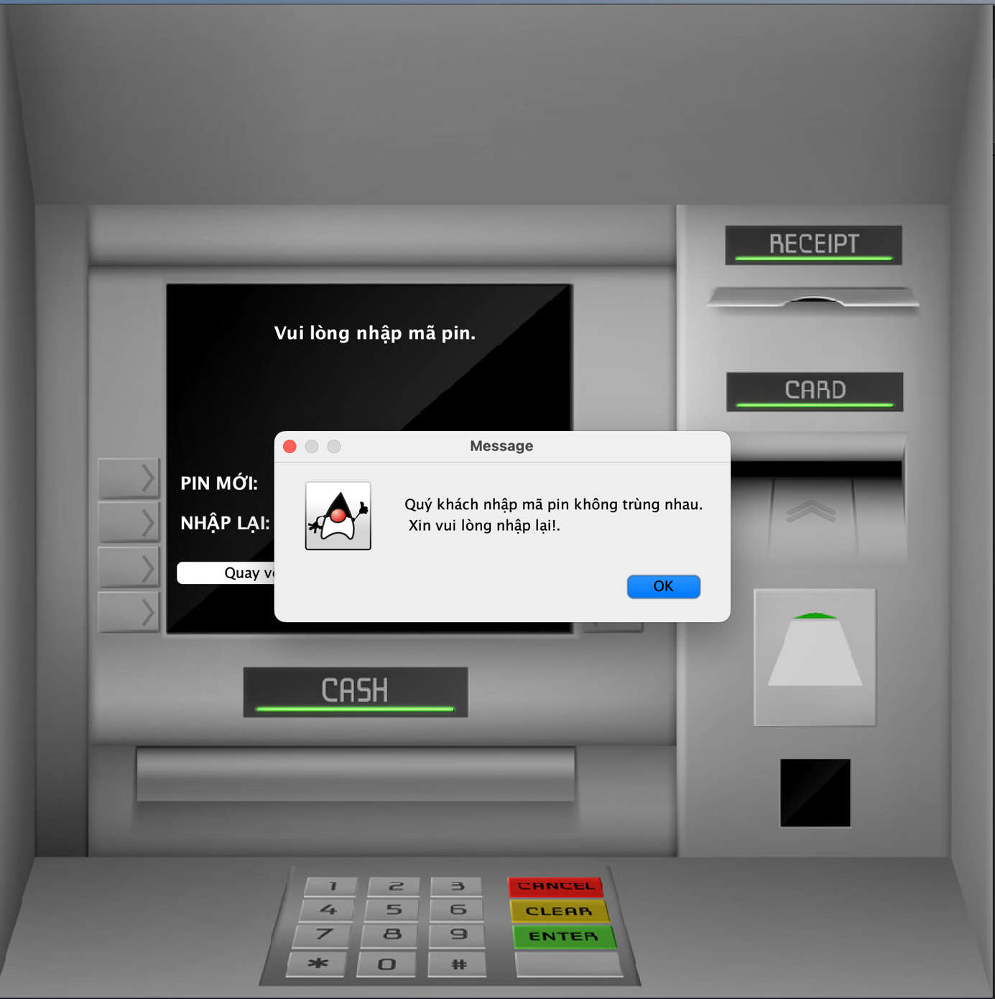 RECEIPT
Vui lòng nhập mã pin.
CARD
Message
PIN MỚI:
Quý khách nhập mã pin không trùng nhau.
NHẬP LẠI:
Xin vui lòng nhập lại!.
Quay
OK
CASH
1 2 3 CANCEL
4 5 6 CLEAR
7 8 9 ENTER
* 0 #